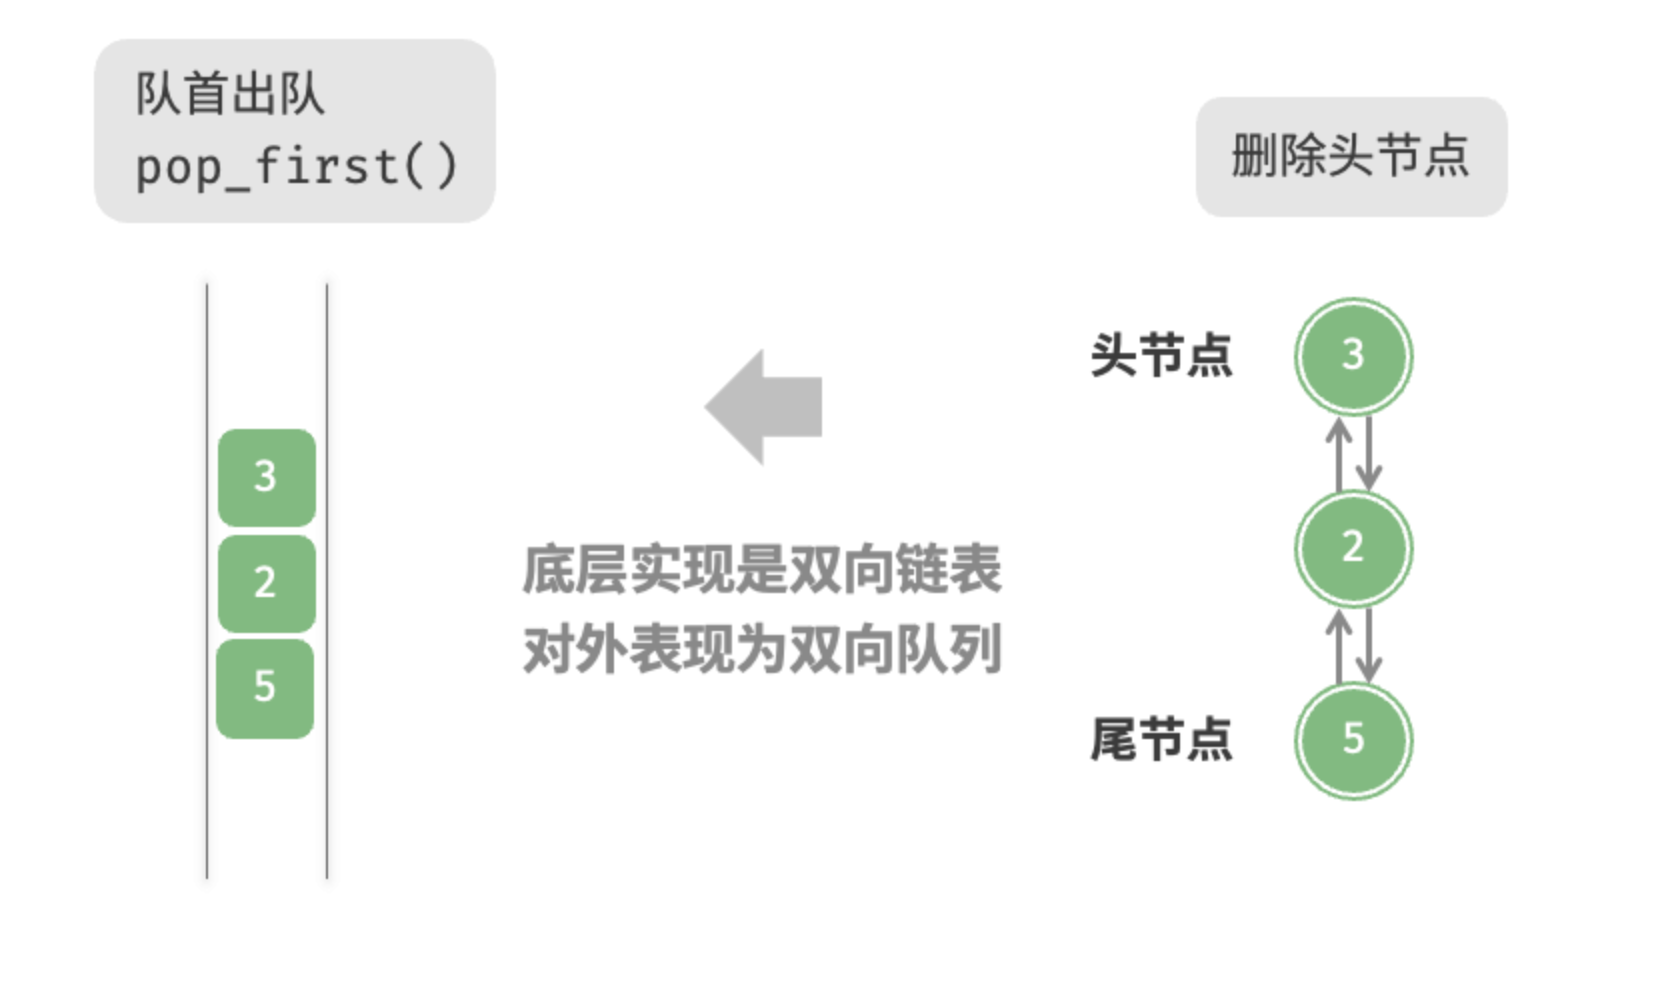 队首出队
pop_first()
删除头节点
头节点
3
3
2
2
底层实现是双向链表
对外表现为双向队列
5
尾节点
5